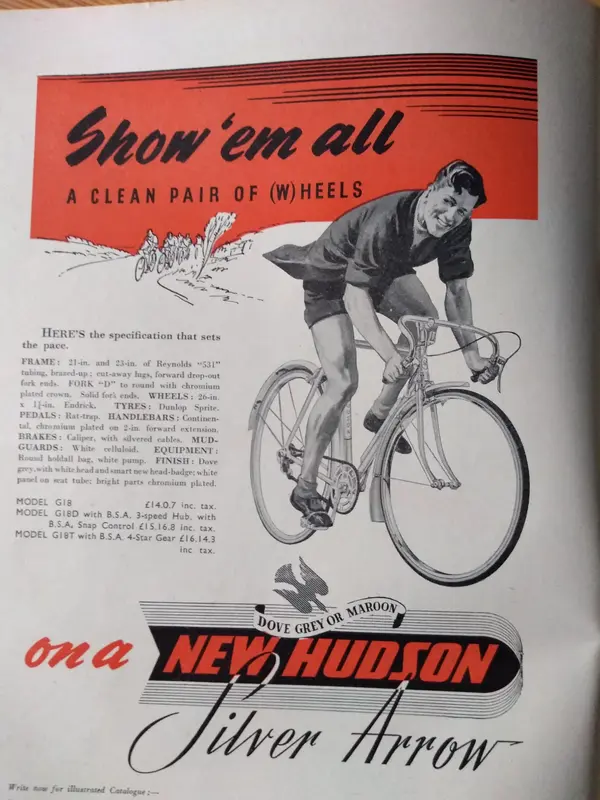 Show 'em all
A CLEAN PAIR OF (W)HEELS
HERE'S the specification that sets
the pace.
FRAME: 21-in. and 23-in. of Reynolds "531"
tubing, brazed-up; cut-away lugs, forward drop-out
fork ends. FORK "D" to round with chromium
plated crown. Solid fork ends. WHEELS: 26-in.
x 1¼-in. Endrick. TYRES: Dunlop Sprite.
PEDALS: Rat-trap. HANDLEBARS: Continen-
tal, chromium plated on 2-in. forward extension.
BRAKES: Caliper, with silvered cables. MUD-
GUARDS: White celluloid. EQUIPMENT:
Round holdall bag, white pump. FINISH: Dove
grey, with white head and smart new head-badge; white
panel on seat tube; bright parts chromium plated.
MODEL G18 £14.0.7 inc. tax.
MODEL G18D with B.S.A. 3-speed Hub, with
B.S.A. Snap Control £15.16.8 inc. tax.
MODEL G18T with B.S.A. 4-Star Gear £16.14.3
inc tax.
DOVE GREY OR MAROON
on a NEW HUDSON
Silver Arrow
Write now for illustrated Catalogue:—